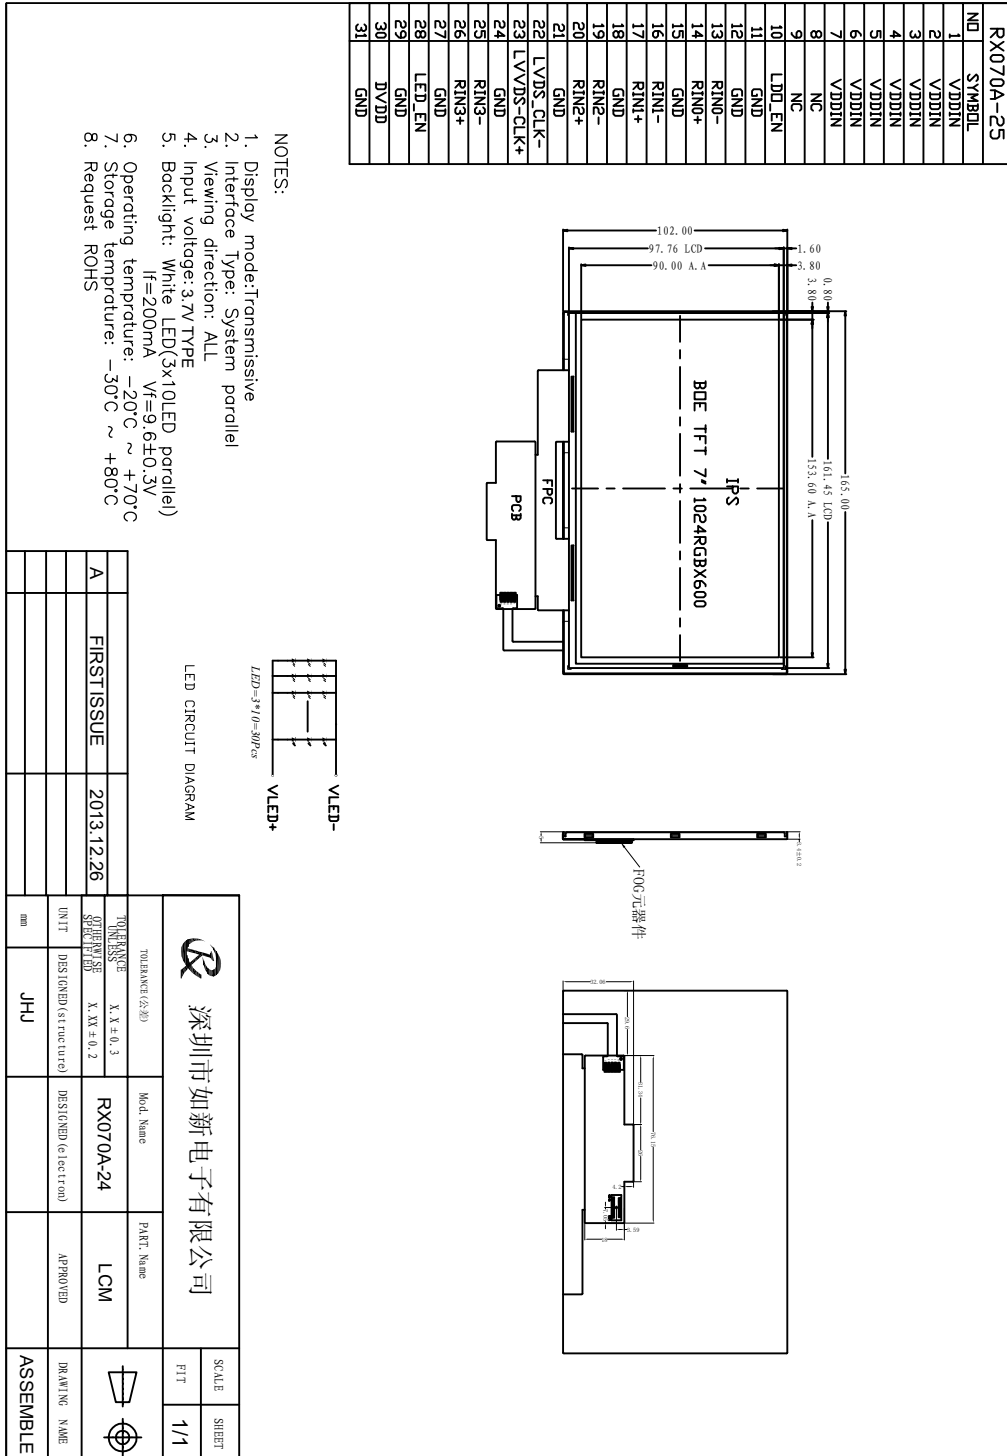 RX070A-25
NO SYMBOL
1 VDDIN
2 VDDIN
3 VDDIN
4 VDDIN
5 VDDIN
6 VDDIN
7 VDDIN
8 NC
9 NC
10 LDO_EN
11 GND
12 GND
13 RIN0-
14 RIN0+
15 GND
16 RIN1-
17 RIN1+
18 GND
19 RIN2-
20 RIN2+
21 GND
22 LVDS_CLK-
23 LVVDS-CLK+
24 GND
25 RIN3-
26 RIN3+
27 GND
28 LED_EN
29 GND
30 DVDD
31 GND
165.00
161.45 LCD
153.60 A.A
0.80
3.80
1.60
3.80
102.00
97.76 LCD
90.00 A.A
IPS
BOE TFT 7" 1024RGBX600
FPC
PCB
FOG元器件
NOTES:
1. Display mode:Transmissive
2. Interface Type: System parallel
3. Viewing direction: ALL
4. Input voltage:3.7V TYPE
5. Backlight: White LED(3x10LED parallel)
If=200mA Vf=9.6±0.3V
6. Operating temprature: -20°C ~ +70°C
7. Storage temprature: -30°C ~ +80°C
8. Request ROHS
VLED-
VLED+
LED=3*10=30Pcs
LED CIRCUIT DIAGRAM
A FIRST ISSUE 2013.12.26
深圳市如新电子有限公司
SCALE SHEET
FIT 1/1
TOLERANCE(公差) Mod. Name PART. Name
TOLERANCE UNLESS OTHERWISE SPECIFIED
X.X ± 0.3
X.XX ± 0.2
RX070A-24 LCM
UNIT DESIGNED(structure) DESIGNED(electron) APPROVED DRAWING NAME
mm JHJ ASSEMBLE